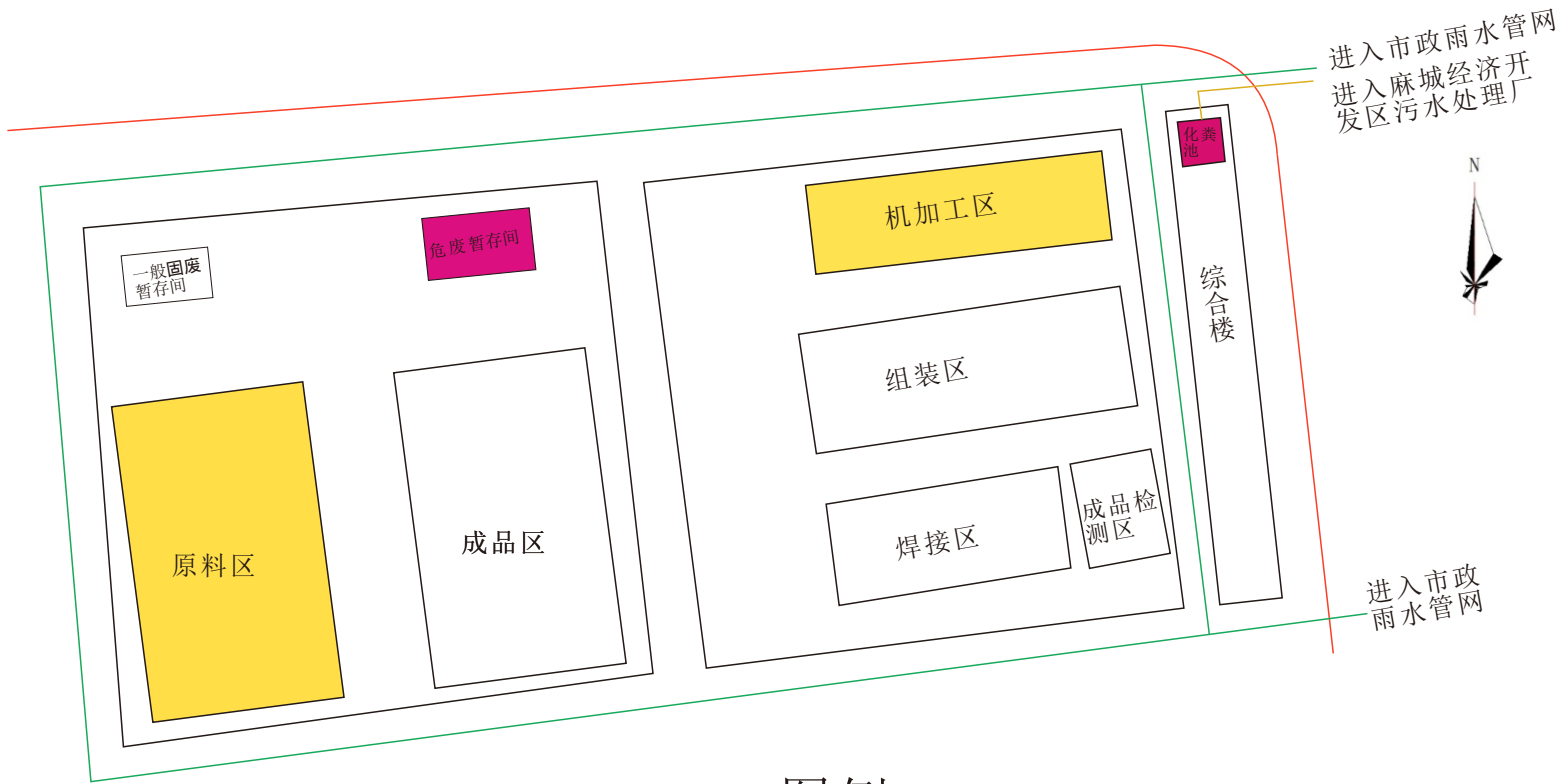 进入市政雨水管网
进入麻城经济开
发区污水处理厂
化粪
池
N
机加工区
危废暂存间
一般固废
暂存间
综合楼
组装区
原料区
成品区
焊接区
成品检
测区
进入市政
雨水管网
图例